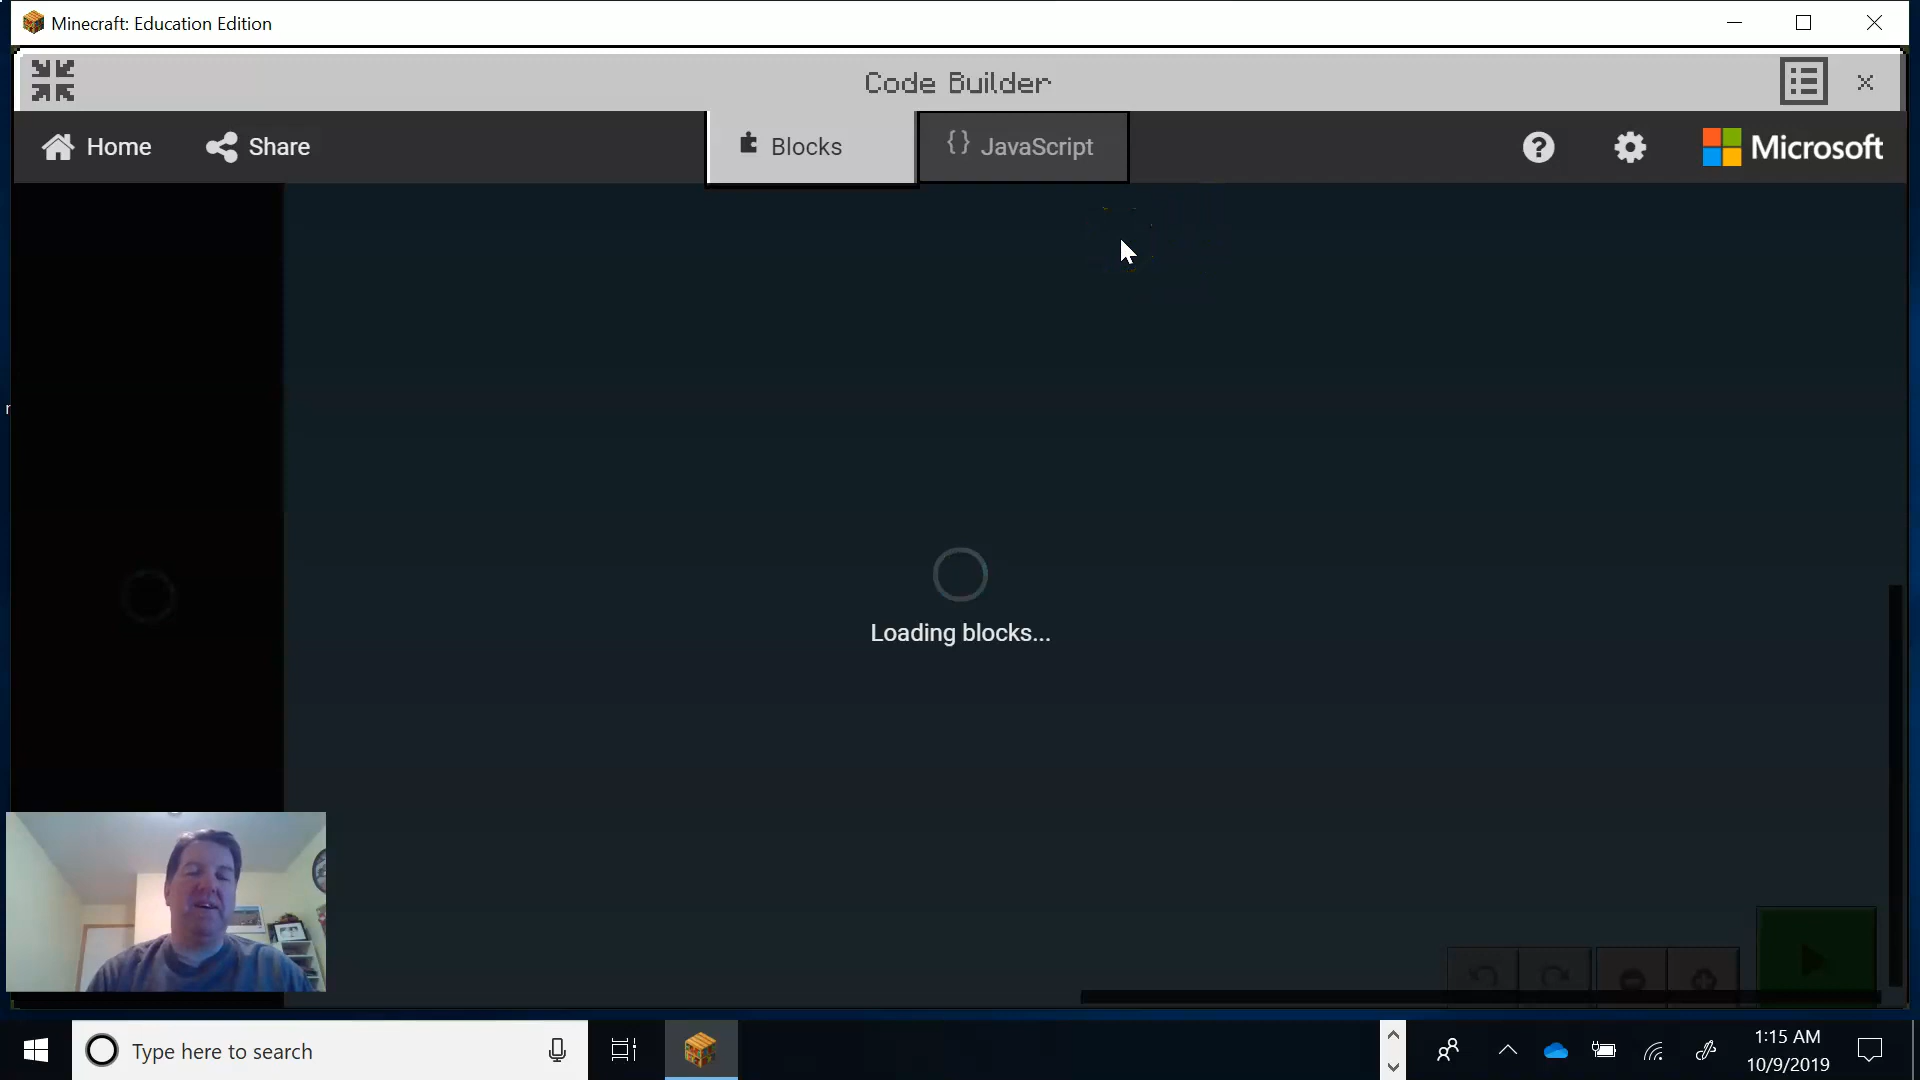 Minecraft: Education Edition
Code Builder
Home
Share
Blocks
{} JavaScript
Microsoft
r
Loading blocks...
Type here to search
1:15 AM
10/9/2019